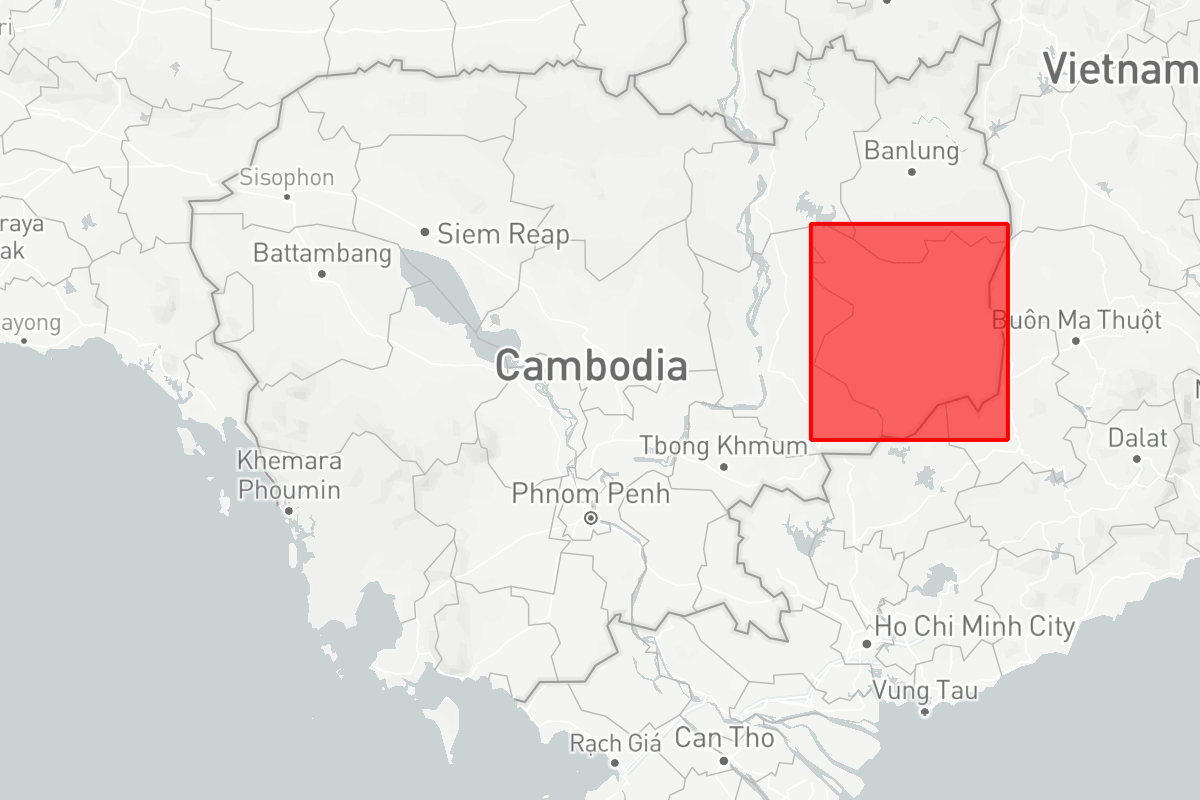 ri
Vietnam
Banlung
Sisophon
raya
ak
Siem Reap
Battambang
ayong
Buôn Ma Thuột
Cambodia
N
Dalat
Tbong Khmum
Khemara
Phoumin
Phnom Penh
Ho Chi Minh City
Vung Tau
Rạch Giá
Can Tho